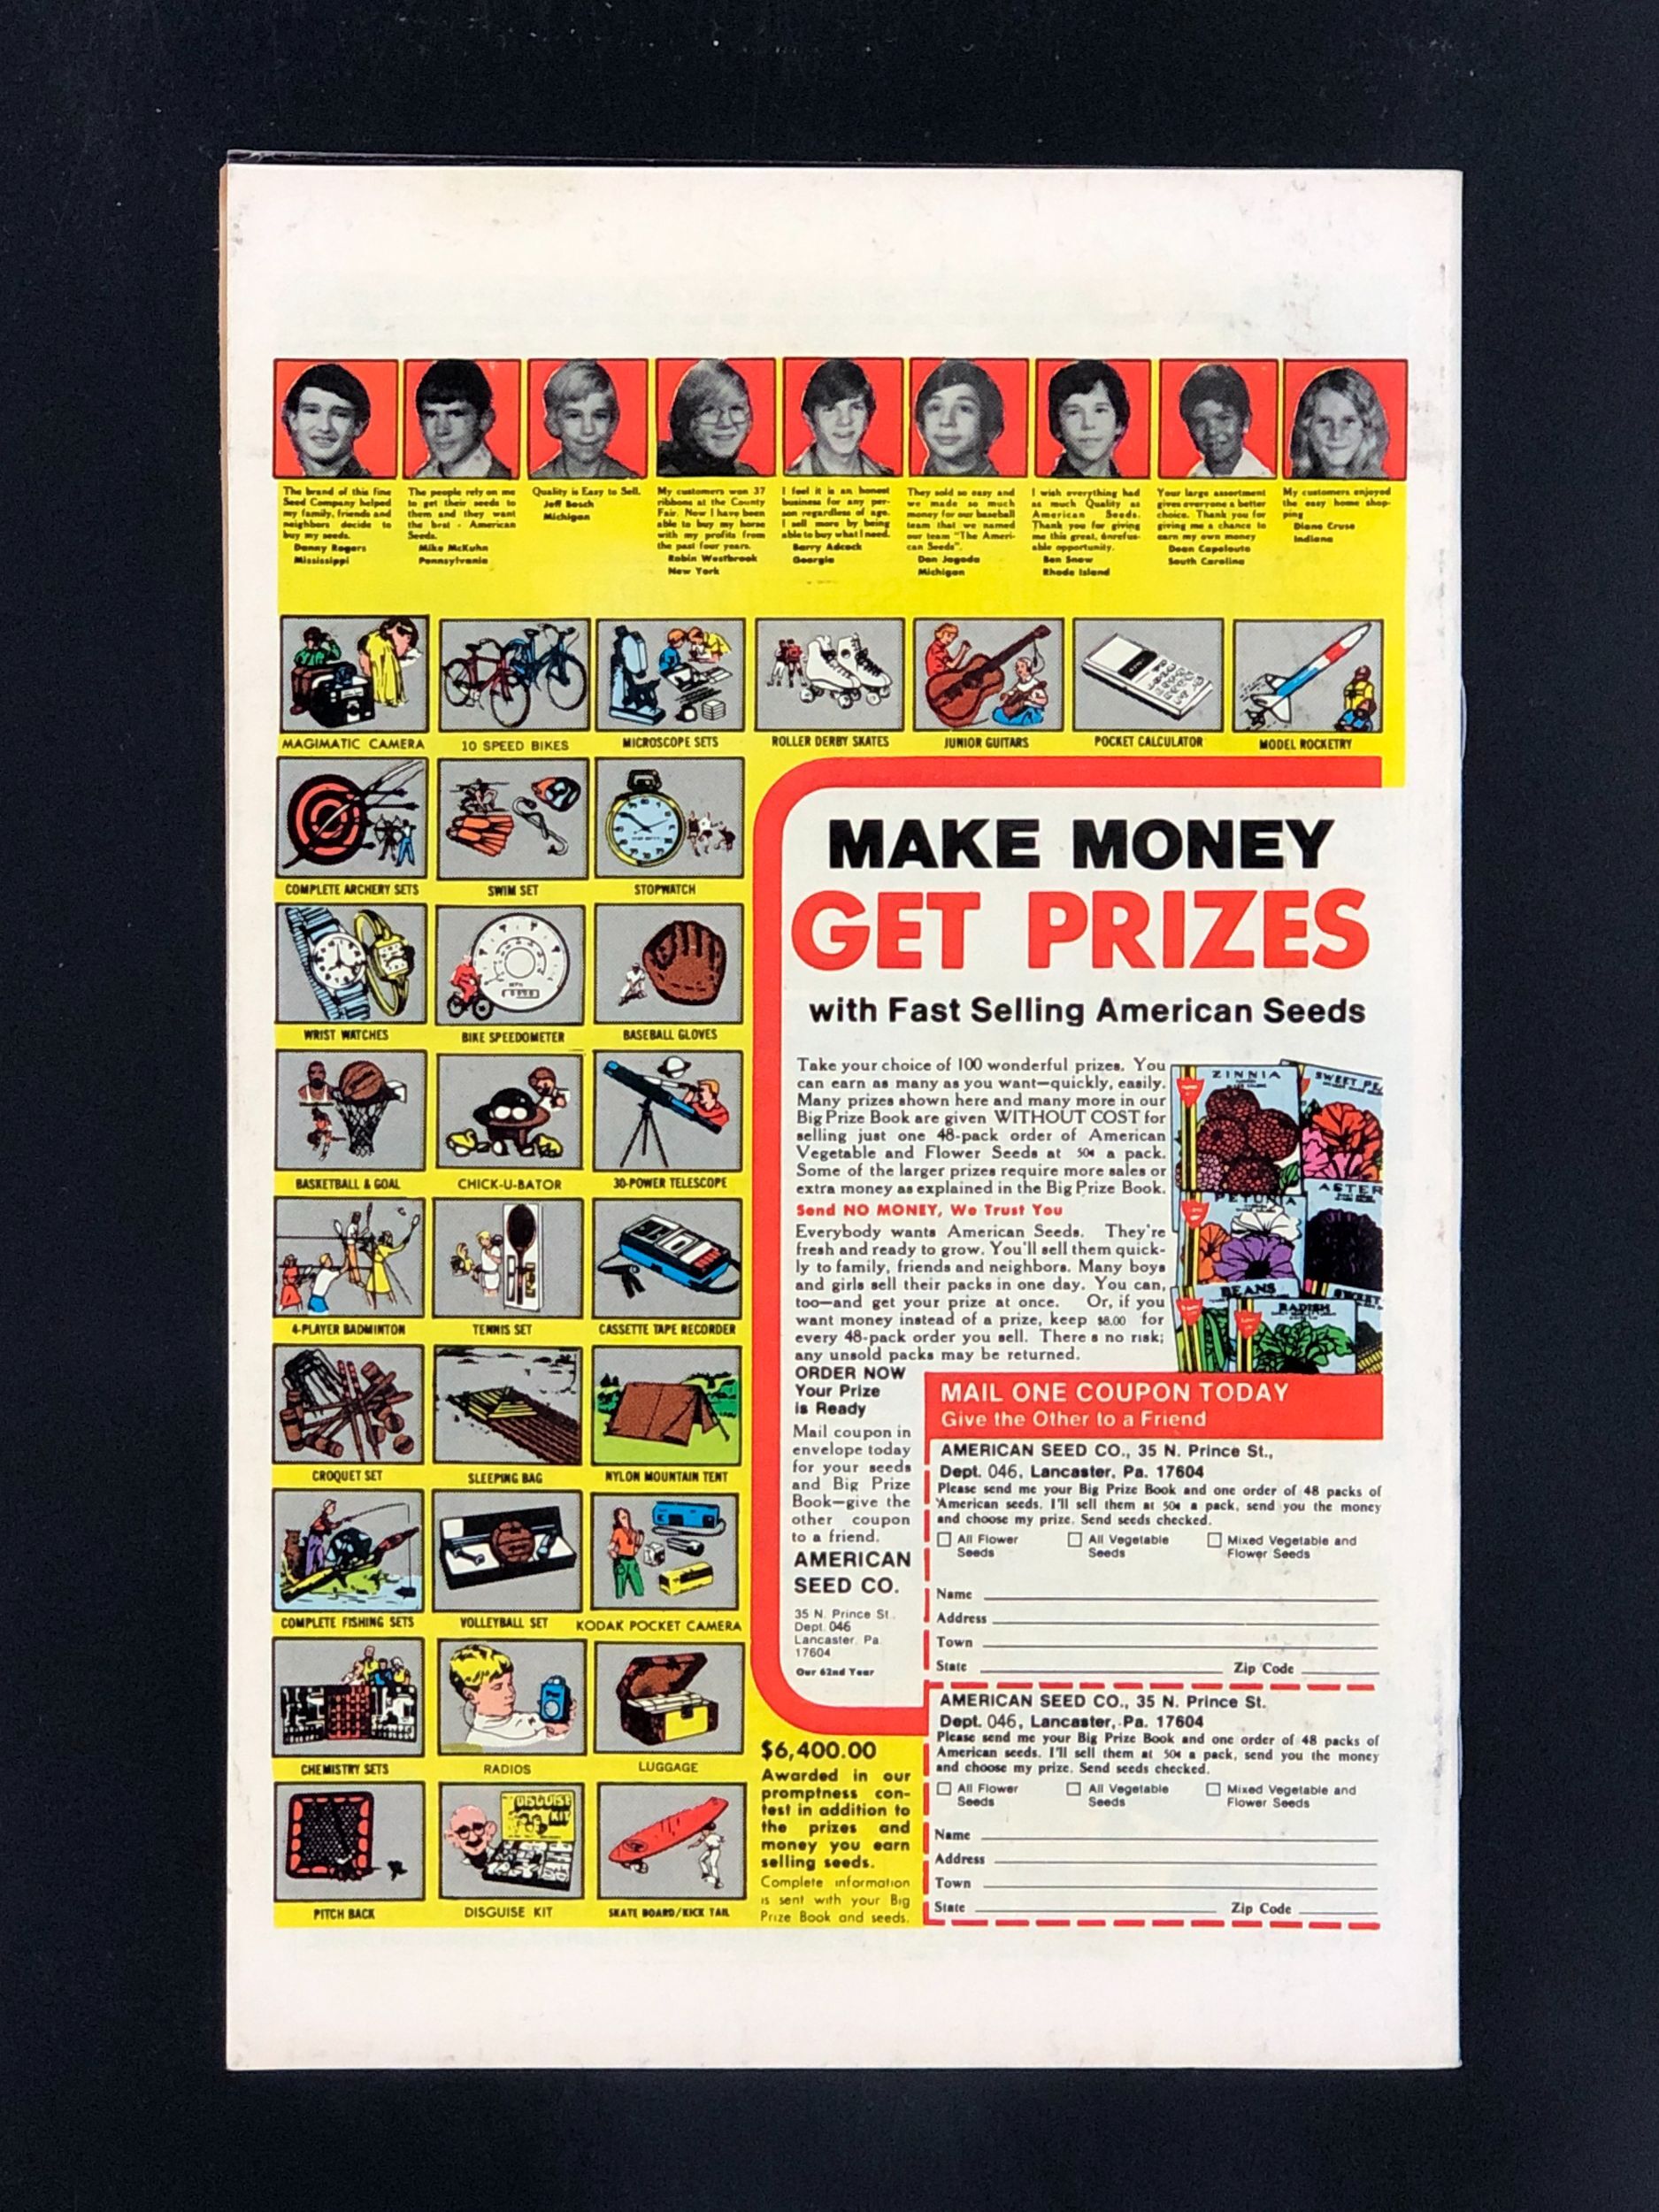 The brand of this fine
Seed Company helped
my family, friends and
neighbors decide to
buy my seeds.
Danny Rogers
Mississippi
The people rely on me
to get their seeds to
them and they want
the best - American
Seeds.
Mike McKuhn
Pennsylvania
Quality is Easy to Sell.
Jeff Bosch
Michigan
My customers won 37
ribbons at the County
Fair. Now I have been
able to buy my horse
with my profits from
the past four years.
Robin Westbrook
New York
I feel it is an honest
business for any per-
son regardless of age.
I sell more by being
able to buy what I need.
Barry Adcock
Georgia
They sold so easy and
we made so much
money for our baseball
team that we named
our team "The Ameri-
can Seeds".
Dan Jagoda
Michigan
I wish everything had
as much Quality as
American Seeds.
Thank you for giving
me this great, unrefus-
able opportunity.
Ben Snow
Rhode Island
Your large assortment
gives everyone a better
choice. Thank you for
giving me a chance to
earn my own money
Dean Capolouto
South Carolina
My customers enjoyed
the easy home shop-
ping
Diane Cruse
Indiana
MAGIMATIC CAMERA
10 SPEED BIKES
MICROSCOPE SETS
ROLLER DERBY SKATES
JUNIOR GUITARS
POCKET CALCULATOR
MODEL ROCKETRY
COMPLETE ARCHERY SETS
SWIM SET
STOPWATCH
WRIST WATCHES
BIKE SPEEDOMETER
BASEBALL GLOVES
BASKETBALL & GOAL
CHICK-U-BATOR
30-POWER TELESCOPE
4-PLAYER BADMINTON
TENNIS SET
CASSETTE TAPE RECORDER
CROQUET SET
SLEEPING BAG
NYLON MOUNTAIN TENT
COMPLETE FISHING SETS
VOLLEYBALL SET
KODAK POCKET CAMERA
CHEMISTRY SETS
RADIOS
LUGGAGE
DISGUISE
KIT
PITCH BACK
DISGUISE KIT
SKATE BOARD/KICK TAIL
MAKE MONEY
GET PRIZES
with Fast Selling American Seeds
Take your choice of 100 wonderful prizes. You
can earn as many as you want—quickly, easily.
Many prizes shown here and many more in our
Big Prize Book are given WITHOUT COST for
selling just one 48-pack order of American
Vegetable and Flower Seeds at 50¢ a pack.
Some of the larger prizes require more sales or
extra money as explained in the Big Prize Book.
Send NO MONEY, We Trust You
Everybody wants American Seeds. They're
fresh and ready to grow. You'll sell them quick-
ly to family, friends and neighbors. Many boys
and girls sell their packs in one day. You can,
too—and get your prize at once. Or, if you
want money instead of a prize, keep $8.00 for
every 48-pack order you sell. There s no risk;
any unsold packs may be returned.
ZINNIA
SWEET PE
PETUNIA
ASTER
BEANS
RADISH
SWEET
ORDER NOW
Your Prize
is Ready
Mail coupon in
envelope today
for your seeds
and Big Prize
Book—give the
other coupon
to a friend.
AMERICAN
SEED CO.
35 N. Prince St.
Dept. 046
Lancaster, Pa.
17604
Our 62nd Year
$6,400.00
Awarded in our
promptness con-
test in addition to
the prizes and
money you earn
selling seeds.
Complete information
is sent with your Big
Prize Book and seeds.
MAIL ONE COUPON TODAY
Give the Other to a Friend
AMERICAN SEED CO., 35 N. Prince St.,
Dept. 046, Lancaster, Pa. 17604
Please send me your Big Prize Book and one order of 48 packs of
American seeds. I'll sell them at 50¢ a pack, send you the money
and choose my prize. Send seeds checked.
All Flower Seeds
All Vegetable Seeds
Mixed Vegetable and Flower Seeds
Name
Address
Town
State Zip Code
AMERICAN SEED CO., 35 N. Prince St.
Dept. 046, Lancaster, Pa. 17604
Please send me your Big Prize Book and one order of 48 packs of
American seeds. I'll sell them at 50¢ a pack, send you the money
and choose my prize. Send seeds checked.
All Flower Seeds
All Vegetable Seeds
Mixed Vegetable and Flower Seeds
Name
Address
Town
State Zip Code